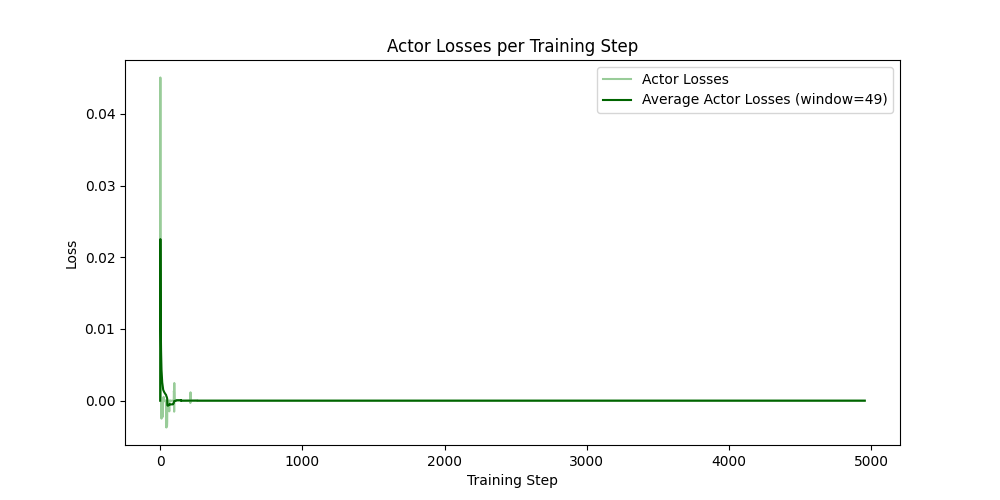 Actor Losses per Training Step
Actor Losses
Average Actor Losses (window=49)
0.04
0.03
0.02
0.01
0.00
Loss
0
1000
2000
3000
4000
5000
Training Step